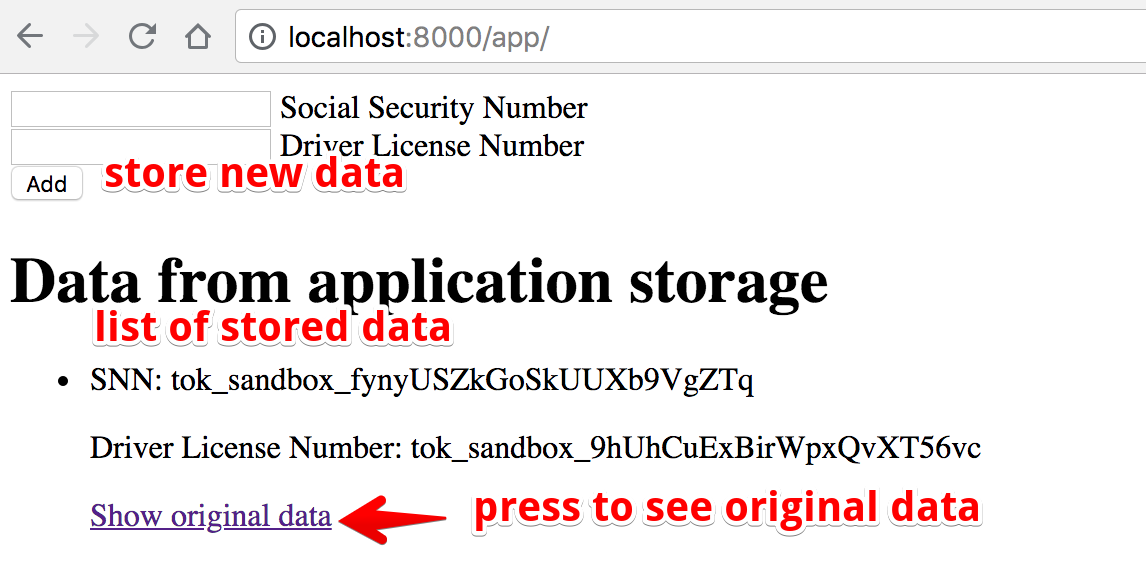 localhost:8000/app/
Social Security Number
Driver License Number
Add
store new data
Data from application storage
list of stored data
SNN: tok_sandbox_fynyUSZkGoSkUUXb9VgZTq
Driver License Number: tok_sandbox_9hUhCuExBirWpxQvXT56vc
Show original data
press to see original data